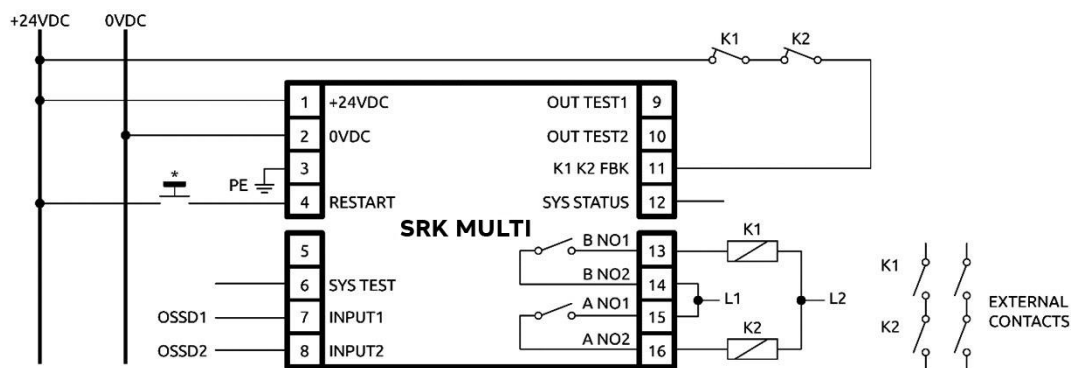 +24VDC 0VDC
K1 K2
1 +24VDC OUT TEST1 9
2 0VDC OUT TEST2 10
PE 3 K1 K2 FBK 11
* 4 RESTART SYS STATUS 12
SRK MULTI
5 B NO1 13 K1
6 SYS TEST B NO2 14
L1 L2
OSSD1 7 INPUT1 A NO1 15
OSSD2 8 INPUT2 A NO2 16 K2
K1
K2
EXTERNAL
CONTACTS